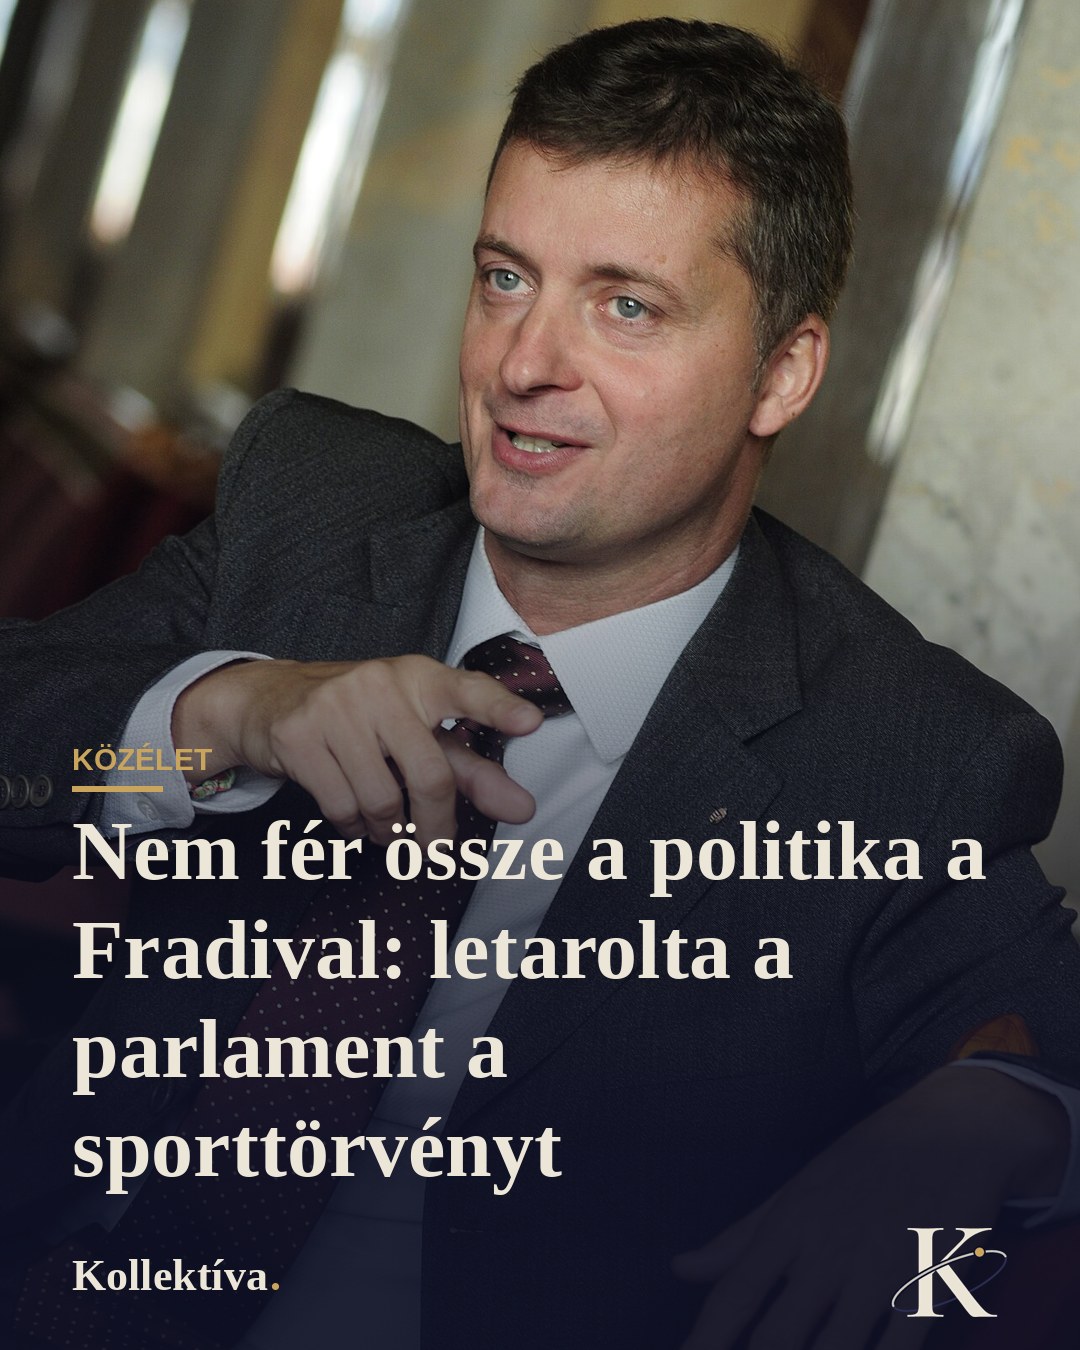 KÖZÉLET
Nem fér össze a politika a
Fradival: letarolta a
parlament a
sporttörvényt
Kollektíva.
K